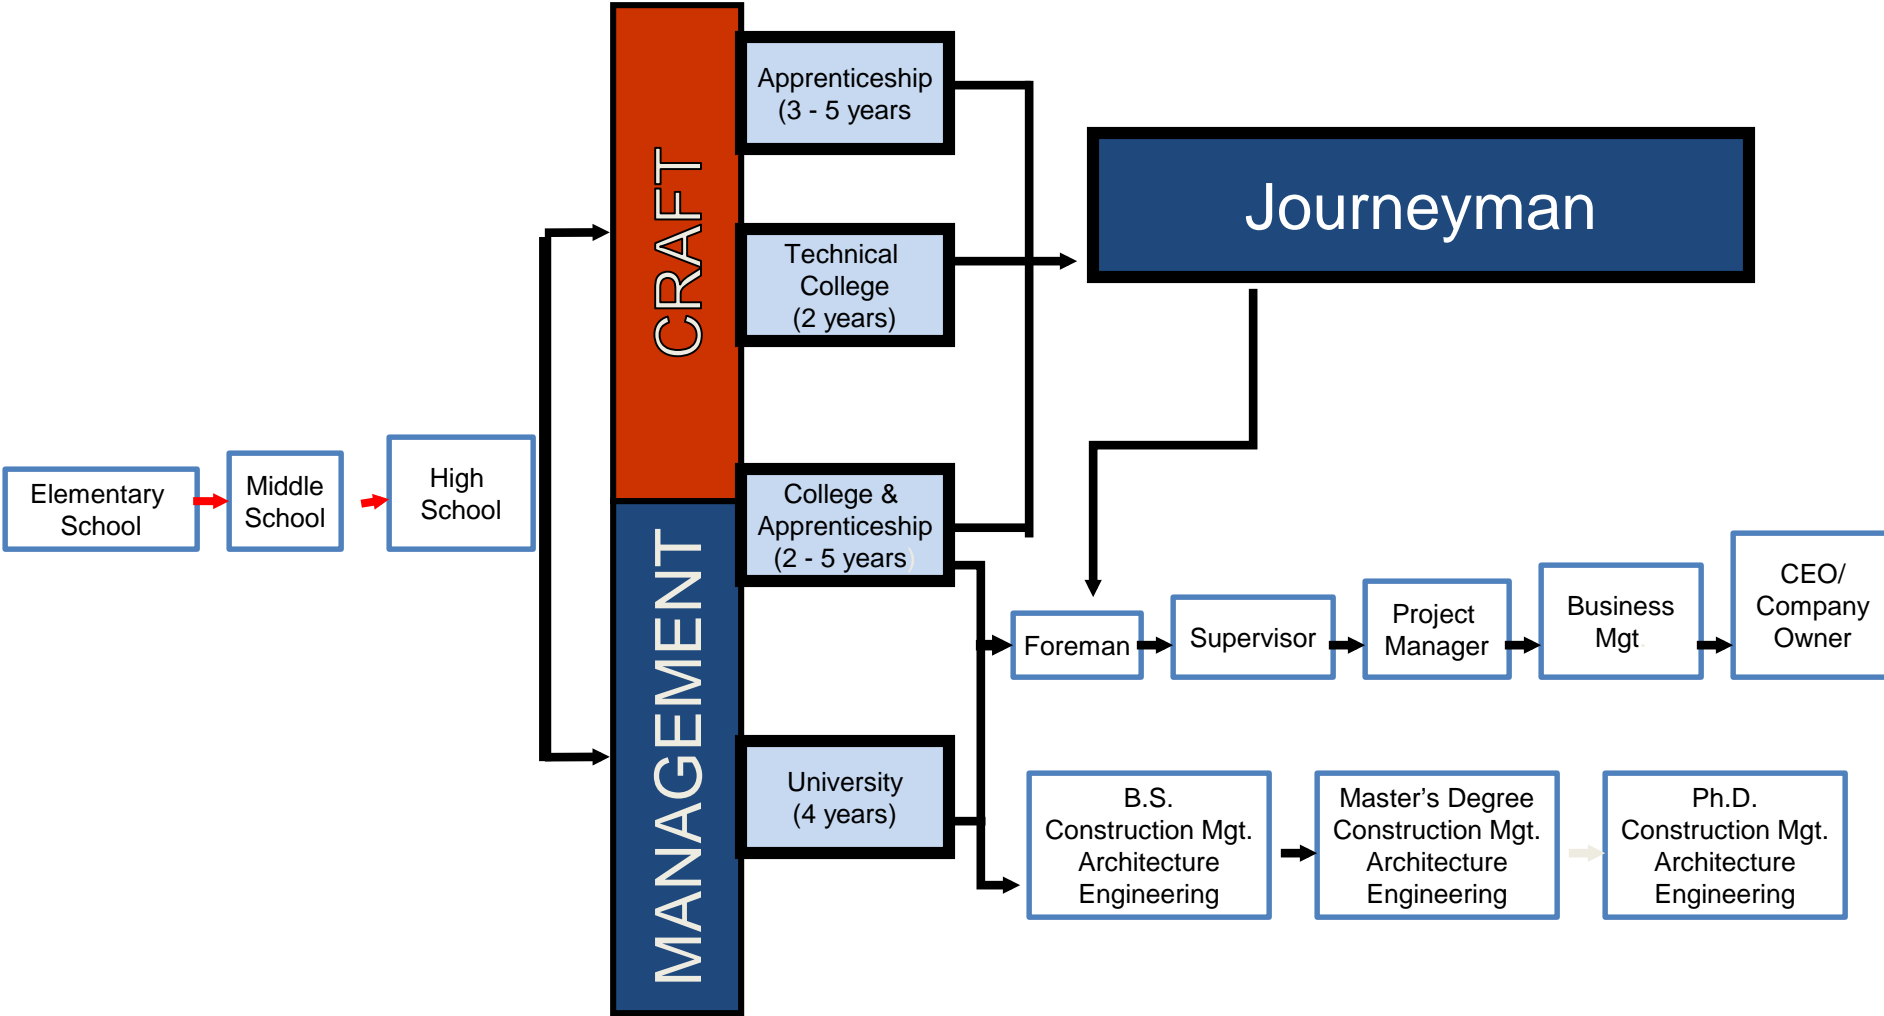 Elementary
School
Middle
School
High
School
CRAFT
MANAGEMENT
Apprenticeship
(3 - 5 years
Technical
College
(2 years)
College &
Apprenticeship
(2 - 5 years)
University
(4 years)
Journeyman
Foreman
Supervisor
Project
Manager
Business
Mgt.
CEO/
Company
Owner
B.S.
Construction Mgt.
Architecture
Engineering
Master’s Degree
Construction Mgt.
Architecture
Engineering
Ph.D.
Construction Mgt.
Architecture
Engineering